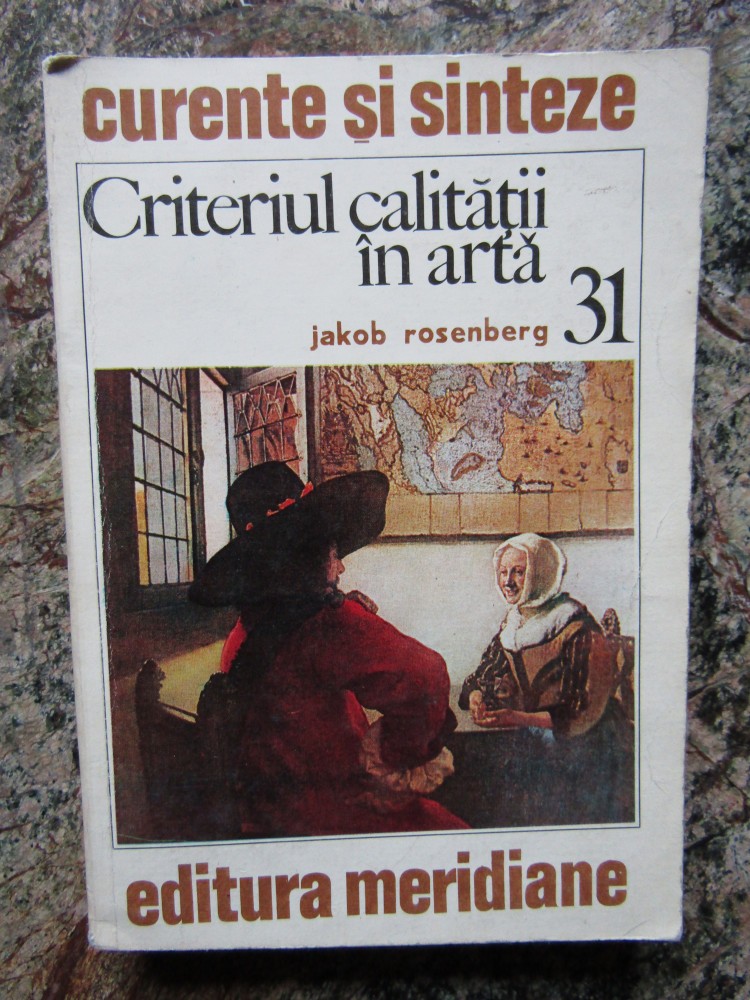 curente și sinteze
Criteriul calității
în artă
jakob rosenberg 31
editura meridiane